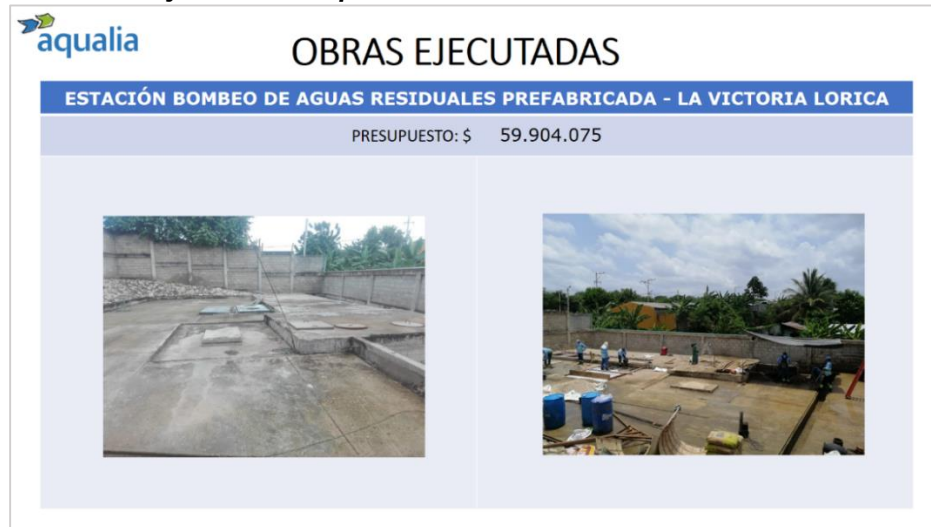 aqualia
OBRAS EJECUTADAS
ESTACIÓN BOMBEO DE AGUAS RESIDUALES PREFABRICADA - LA VICTORIA LORICA
PRESUPUESTO: $ 59.904.075